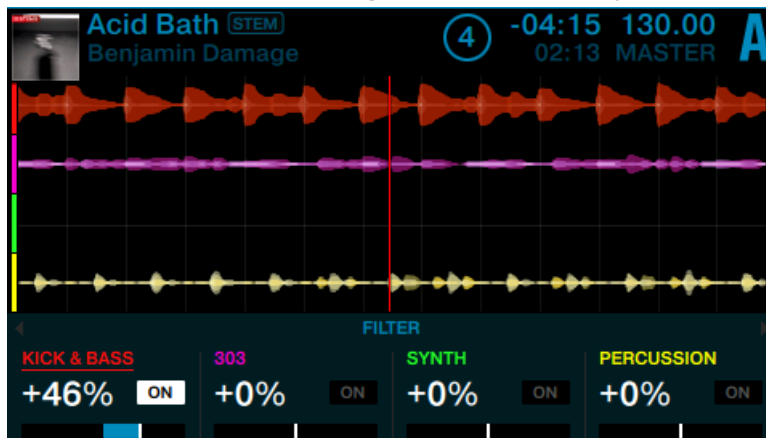 Acid Bath STEM
Benjamin Damage
4
-04:15 130.00
02:13 MASTER
A
FILTER
KICK & BASS 303 SYNTH PERCUSSION
+46% ON +0% ON +0% ON +0% ON